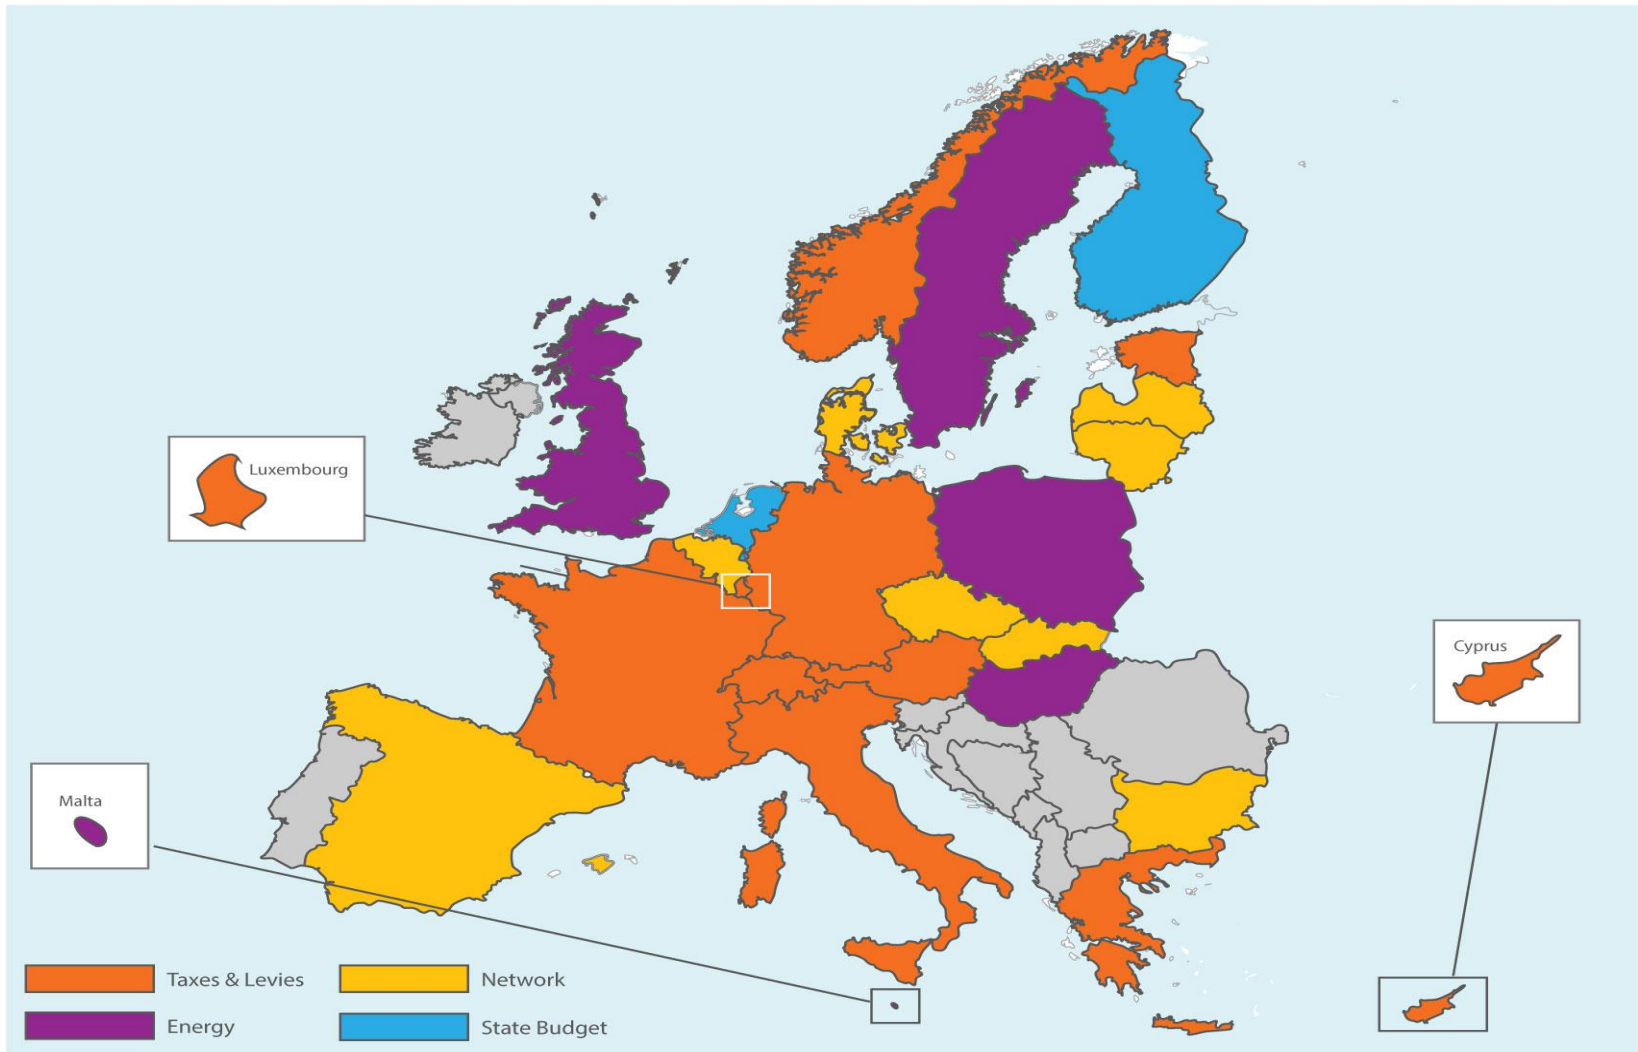 Luxembourg
Cyprus
Malta
Taxes & Levies
Network
Energy
State Budget